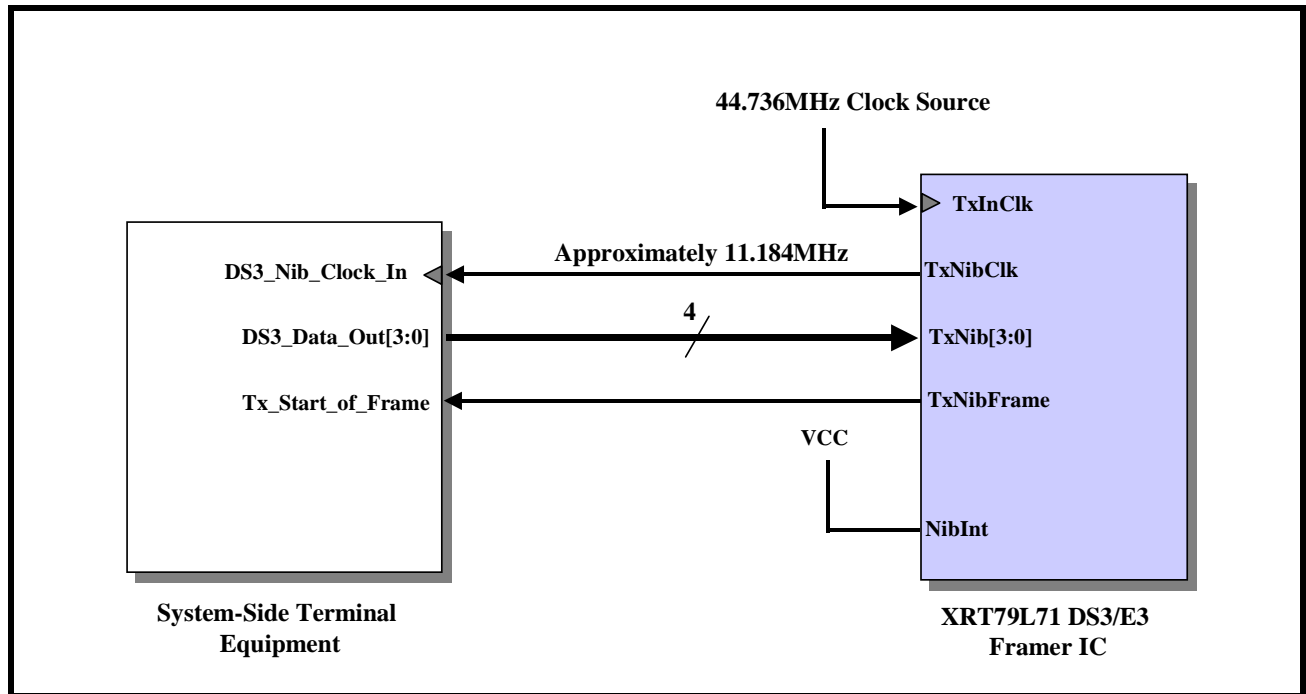 44.736MHz Clock Source
TxInClk
Approximately 11.184MHz
DS3_Nib_Clock_In
TxNibClk
4
DS3_Data_Out[3:0]
TxNib[3:0]
Tx_Start_of_Frame
TxNibFrame
VCC
NibInt
System-Side Terminal
Equipment
XRT79L71 DS3/E3
Framer IC